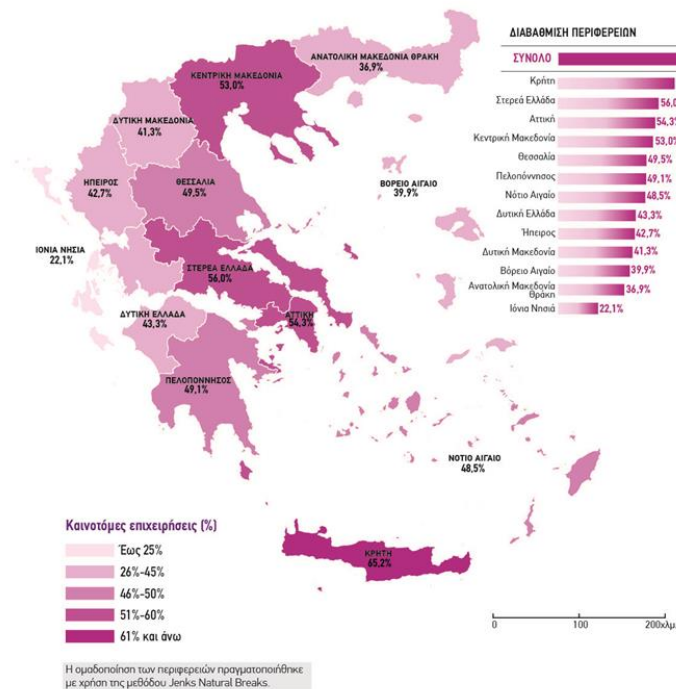 ΔΙΑΒΑΘΜΙΣΗ ΠΕΡΙΦΕΡΕΙΩΝ
ΣΥΝΟΛΟ
Κρήτη
Στερεά Ελλάδα 56,0
Αττική 54,3%
Κεντρική Μακεδονία 53,0%
Θεσσαλία 49,5%
Πελοπόννησος 49,1%
Νότιο Αιγαίο 48,5%
Δυτική Ελλάδα 43,3%
Ήπειρος 42,7%
Δυτική Μακεδονία 41,3%
Βόρειο Αιγαίο 39,9%
Ανατολική Μακεδονία
Θράκη 36,9%
Ιόνια Νησιά 22,1%
ΑΝΑΤΟΛΙΚΗ ΜΑΚΕΔΟΝΙΑ ΘΡΑΚΗ
36,9%
ΚΕΝΤΡΙΚΗ ΜΑΚΕΔΟΝΙΑ
53,0%
ΔΥΤΙΚΗ ΜΑΚΕΔΟΝΙΑ
41,3%
ΗΠΕΙΡΟΣ
42,7%
ΘΕΣΣΑΛΙΑ
49,5%
ΒΟΡΕΙΟ ΑΙΓΑΙΟ
39,9%
ΙΟΝΙΑ ΝΗΣΙΑ
22,1%
ΣΤΕΡΕΑ ΕΛΛΑΔΑ
56,0%
ΔΥΤΙΚΗ ΕΛΛΑΔΑ
43,3%
ΑΤΤΙΚΗ
54,3%
ΠΕΛΟΠΟΝΝΗΣΟΣ
49,1%
ΝΟΤΙΟ ΑΙΓΑΙΟ
48,5%
ΚΡΗΤΗ
65,2%
Καινοτόμες επιχειρήσεις (%)
Έως 25%
26%-45%
46%-50%
51%-60%
61% και άνω
0 100 200χλμ.
Η ομαδοποίηση των περιφερειών πραγματοποιήθηκε
με χρήση της μεθόδου Jenks Natural Breaks.